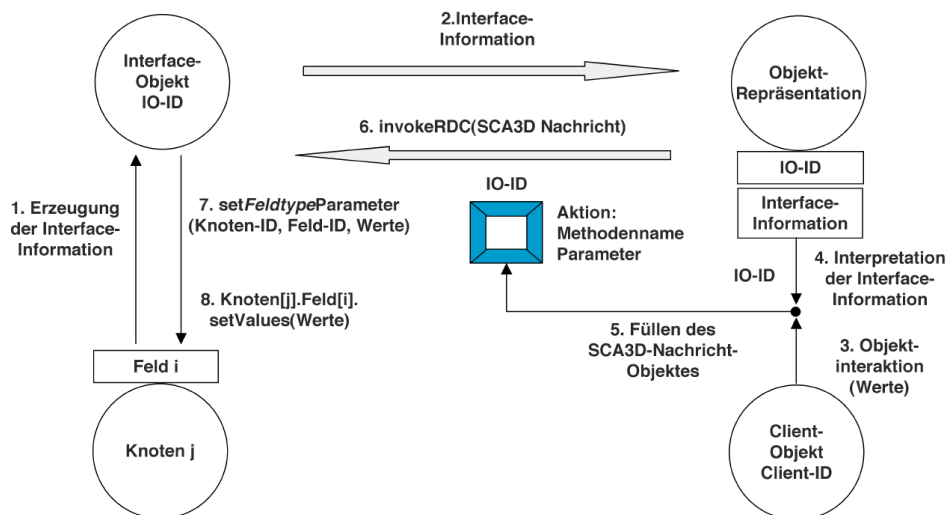 2.Interface-
Information
Interface-
Objekt
IO-ID
Objekt-
Repräsentation
6. invokeRDC(SCA3D Nachricht)
IO-ID
Interface-
Information
IO-ID
Aktion:
Methodenname
Parameter
1. Erzeugung
der Interface-
Information
7. setFeldtypeParameter
(Knoten-ID, Feld-ID, Werte)
IO-ID
4. Interpretation
der Interface-
Information
8. Knoten[j].Feld[i].
setValues(Werte)
5. Füllen des
SCA3D-Nachricht-
Objektes
3. Objekt-
interaktion
(Werte)
Feld i
Knoten j
Client-
Objekt
Client-ID